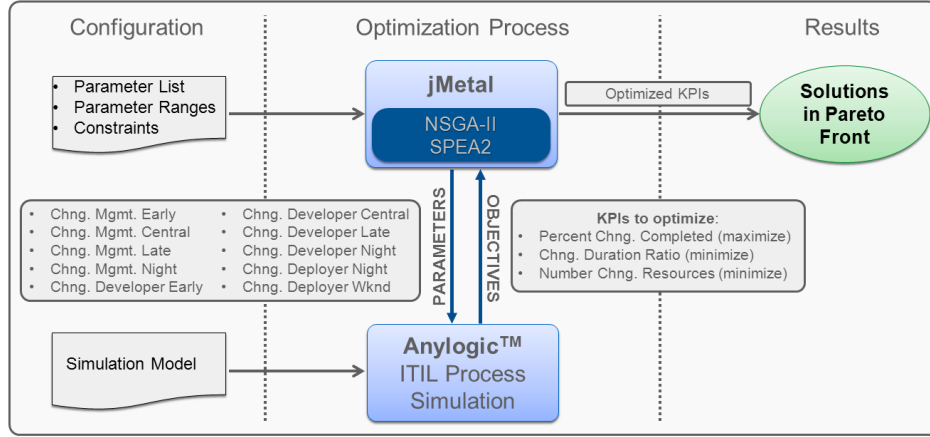 Configuration
Optimization Process
Results
• Parameter List
• Parameter Ranges
• Constraints
jMetal
NSGA-II
SPEA2
Optimized KPIs
Solutions
in Pareto
Front
• Chng. Mgmt. Early
• Chng. Mgmt. Central
• Chng. Mgmt. Late
• Chng. Mgmt. Night
• Chng. Developer Early
• Chng. Developer Central
• Chng. Developer Late
• Chng. Developer Night
• Chng. Deployer Night
• Chng. Deployer Wknd
PARAMETERS
OBJECTIVES
KPIs to optimize:
• Percent Chng. Completed (maximize)
• Chng. Duration Ratio (minimize)
• Number Chng. Resources (minimize)
Simulation Model
Anylogic™
ITIL Process
Simulation